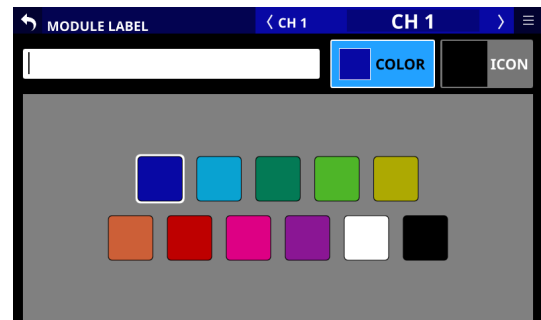 MODULE LABEL
〈 CH 1
CH 1
〉
COLOR
ICON